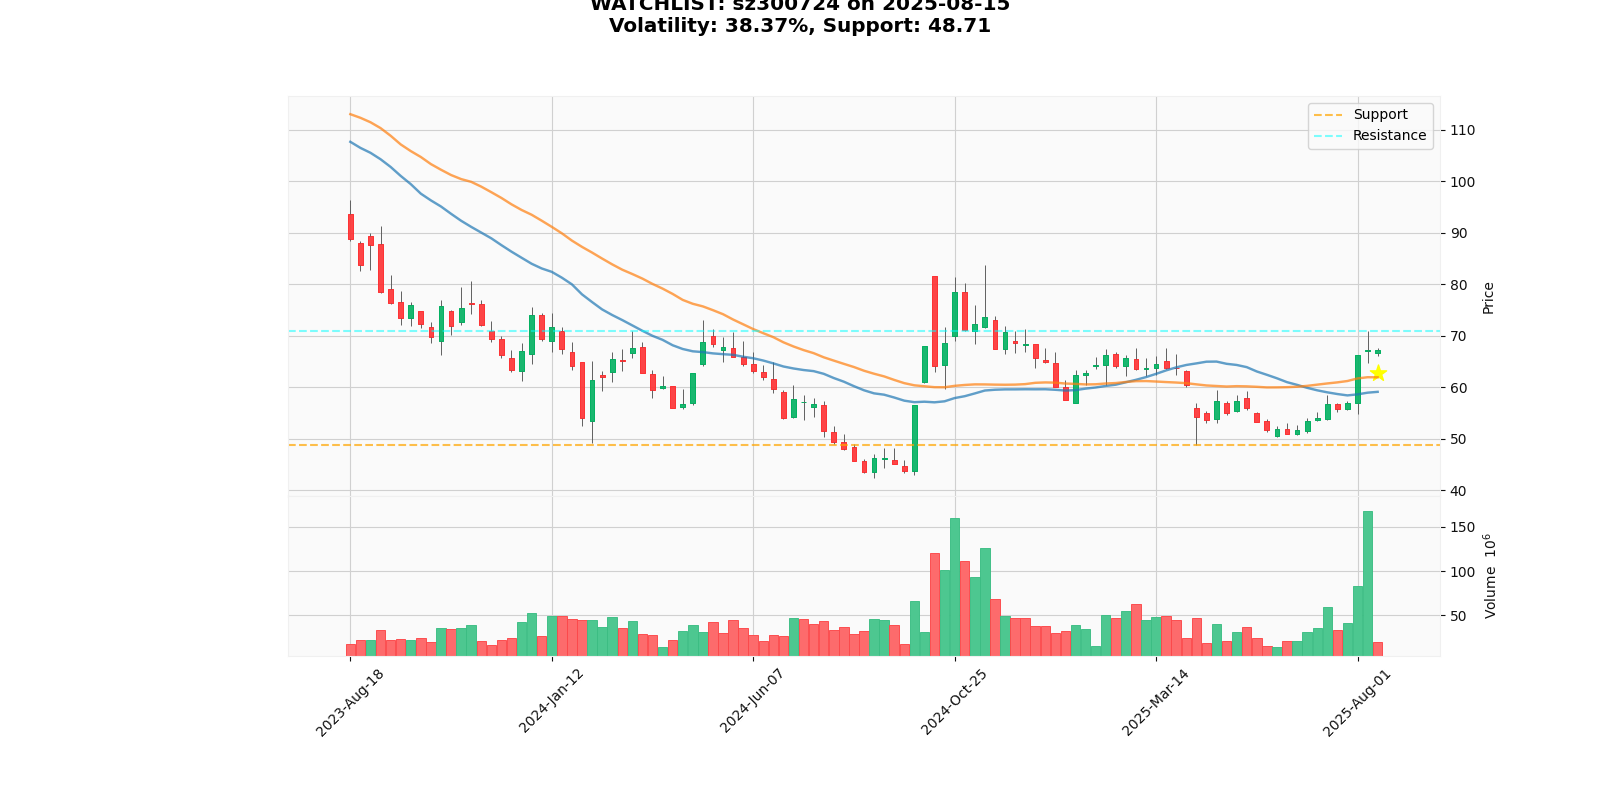 WATCHLIST: sz300724 on 2025-08-15
Volatility: 38.37%, Support: 48.71
Support
Resistance
110
100
90
80
70
60
50
40
Price
150
100
50
Volume 10⁶
2023-Aug-18
2024-Jan-12
2024-Jun-07
2024-Oct-25
2025-Mar-14
2025-Aug-01